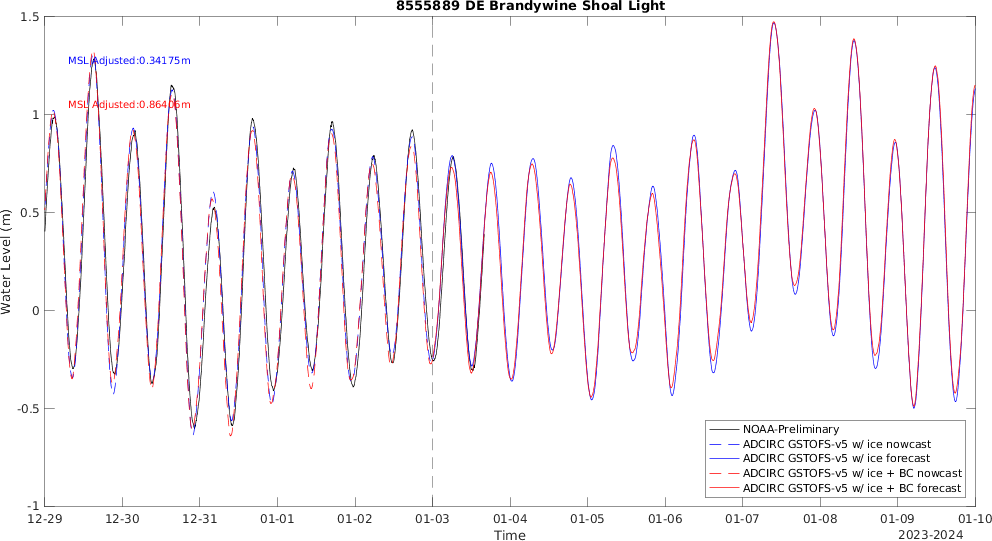 8555889 DE Brandywine Shoal Light
1.5
MSL Adjusted:0.34175m
MSL Adjusted:0.86405m
1
0.5
Water Level (m)
0
-0.5
-1
NOAA-Preliminary
ADCIRC GSTOFS-v5 w/ ice nowcast
ADCIRC GSTOFS-v5 w/ ice forecast
ADCIRC GSTOFS-v5 w/ ice + BC nowcast
ADCIRC GSTOFS-v5 w/ ice + BC forecast
12-29 12-30 12-31 01-01 01-02 01-03 01-04 01-05 01-06 01-07 01-08 01-09 01-10
Time
2023-2024